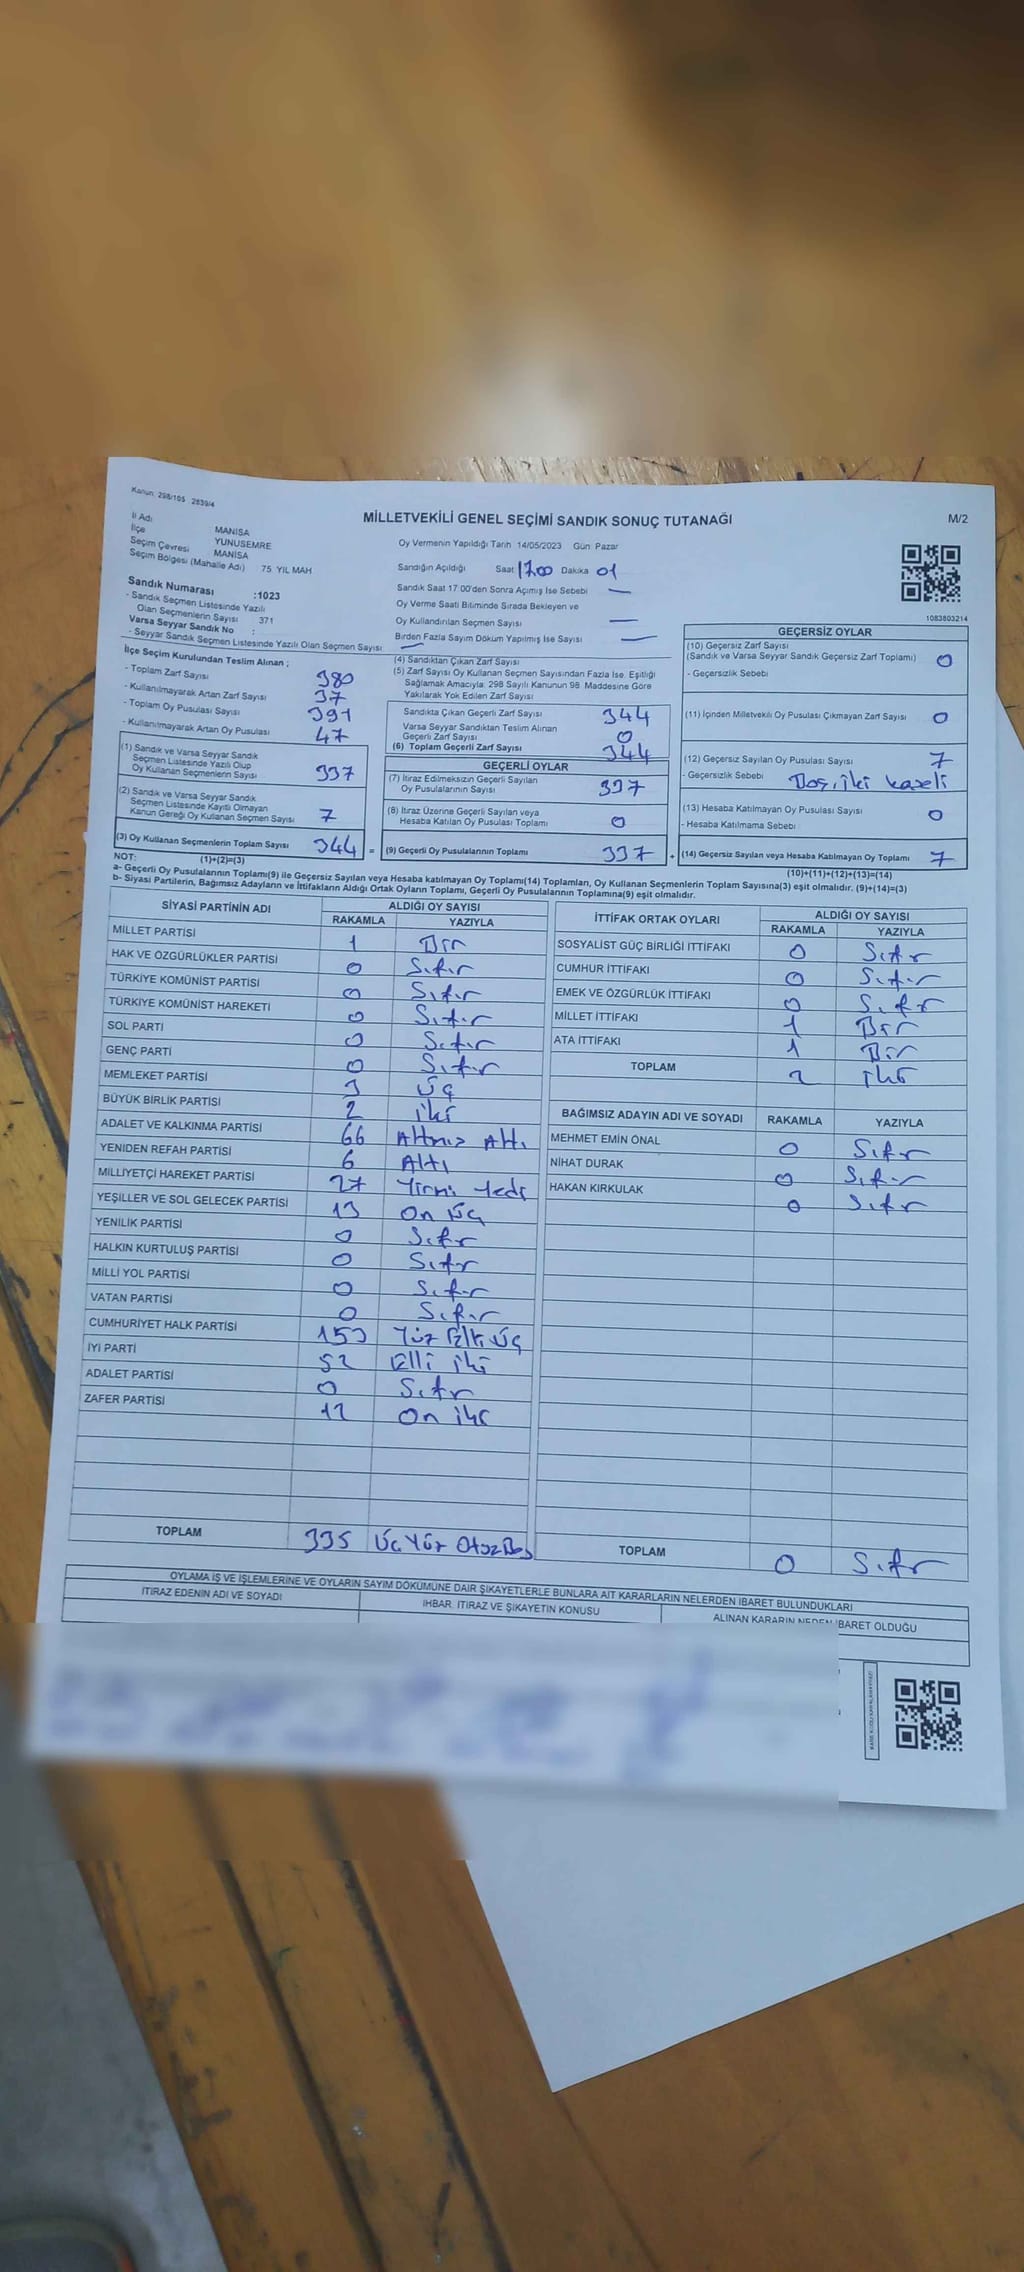 Kanun 298/105 2839/4
MİLLETVEKİLİ GENEL SEÇİMİ SANDIK SONUÇ TUTANAĞI
M/2
İl Adı MANİSA
İlçe YUNUSEMRE
Seçim Çevresi MANİSA
Seçim Bölgesi (Mahalle Adı) 75. YIL MAH
Sandık Numarası :1023
- Sandık Seçmen Listesinde Yazılı
Olan Seçmenlerin Sayısı 371
Varsa Seyyar Sandık No :
- Seyyar Sandık Seçmen Listesinde Yazılı Olan Seçmen Sayısı —
Oy Vermenin Yapıldığı Tarih 14/05/2023 Gün Pazar
Sandığın Açıldığı Saat 17.00 Dakika 01
Sandık Saat 17:00'den Sonra Açılmış İse Sebebi —
Oy Verme Saati Bitiminde Sırada Bekleyen ve
Oy Kullandırılan Seçmen Sayısı —
Birden Fazla Sayım Döküm Yapılmış İse Sayısı —
1083803214
İlçe Seçim Kurulundan Teslim Alınan ;
- Toplam Zarf Sayısı 380
- Kullanılmayarak Artan Zarf Sayısı 37
- Toplam Oy Pusulası Sayısı 391
- Kullanılmayarak Artan Oy Pusulası 47
(1) Sandık ve Varsa Seyyar Sandık
Seçmen Listesinde Yazılı Olup
Oy Kullanan Seçmenlerin Sayısı 337
(2) Sandık ve Varsa Seyyar Sandık
Seçmen Listesinde Kayıtlı Olmayan
Kanun Gereği Oy Kullanan Seçmen Sayısı 7
(3) Oy Kullanan Seçmenlerin Toplam Sayısı 344 =
(1)+(2)=(3)
(4) Sandıktan Çıkan Zarf Sayısı
(5) Zarf Sayısı Oy Kullanan Seçmen Sayısından Fazla İse, Eşitliği
Sağlamak Amacıyla, 298 Sayılı Kanunun 98. Maddesine Göre
Yakılarak Yok Edilen Zarf Sayısı
Sandıkta Çıkan Geçerli Zarf Sayısı 344
Varsa Seyyar Sandıktan Teslim Alınan
Geçerli Zarf Sayısı 0
(6) Toplam Geçerli Zarf Sayısı 344
GEÇERLİ OYLAR
(7) İtiraz Edilmeksizin Geçerli Sayılan
Oy Pusulalarının Sayısı 337
(8) İtiraz Üzerine Geçerli Sayılan veya
Hesaba Katılan Oy Pusulası Toplamı 0
(9) Geçerli Oy Pusulalarının Toplamı 337 +
GEÇERSİZ OYLAR
(10) Geçersiz Zarf Sayısı
(Sandık ve Varsa Seyyar Sandık Geçersiz Zarf Toplamı) 0
- Geçersizlik Sebebi
(11) İçinden Milletvekili Oy Pusulası Çıkmayan Zarf Sayısı 0
(12) Geçersiz Sayılan Oy Pusulası Sayısı 7
- Geçersizlik Sebebi Boş, iki kaşeli
(13) Hesaba Katılmayan Oy Pusulası Sayısı 0
- Hesaba Katılmama Sebebi
(14) Geçersiz Sayılan veya Hesaba Katılmayan Oy Toplamı 7
(10)+(11)+(12)+(13)=(14)
NOT:
a- Geçerli Oy Pusulalarının Toplamı(9) ile Geçersiz Sayılan veya Hesaba katılmayan Oy Toplamı(14) Toplamları, Oy Kullanan Seçmenlerin Toplam Sayısına(3) eşit olmalıdır. (9)+(14)=(3)
b- Siyasi Partilerin, Bağımsız Adayların ve İttifakların Aldığı Ortak Oyların Toplamı, Geçerli Oy Pusulalarının Toplamına(9) eşit olmalıdır.
SİYASİ PARTİNİN ADI ALDIĞI OY SAYISI
RAKAMLA YAZIYLA
MİLLET PARTİSİ 1 Bir
HAK VE ÖZGÜRLÜKLER PARTİSİ 0 Sıfır
TÜRKİYE KOMÜNİST PARTİSİ 0 Sıfır
TÜRKİYE KOMÜNİST HAREKETİ 0 Sıfır
SOL PARTİ 0 Sıfır
GENÇ PARTİ 0 Sıfır
MEMLEKET PARTİSİ 3 Üç
BÜYÜK BİRLİK PARTİSİ 2 iki
ADALET VE KALKINMA PARTİSİ 66 Altmış Altı
YENİDEN REFAH PARTİSİ 6 Altı
MİLLİYETÇİ HAREKET PARTİSİ 27 Yirmi Yedi
YEŞİLLER VE SOL GELECEK PARTİSİ 13 On Üç
YENİLİK PARTİSİ 0 Sıfır
HALKIN KURTULUŞ PARTİSİ 0 Sıfır
MİLLİ YOL PARTİSİ 0 Sıfır
VATAN PARTİSİ 0 Sıfır
CUMHURİYET HALK PARTİSİ 153 Yüz Elli Üç
İYİ PARTİ 52 Elli iki
ADALET PARTİSİ 0 Sıfır
ZAFER PARTİSİ 12 On iki
TOPLAM 335 Üç Yüz Otuz Beş
İTTİFAK ORTAK OYLARI ALDIĞI OY SAYISI
RAKAMLA YAZIYLA
SOSYALİST GÜÇ BİRLİĞİ İTTİFAKI 0 Sıfır
CUMHUR İTTİFAKI 0 Sıfır
EMEK VE ÖZGÜRLÜK İTTİFAKI 0 Sıfır
MİLLET İTTİFAKI 1 Bir
ATA İTTİFAKI 1 Bir
TOPLAM 2 iki
BAĞIMSIZ ADAYIN ADI VE SOYADI RAKAMLA YAZIYLA
MEHMET EMİN ÖNAL 0 Sıfır
NİHAT DURAK 0 Sıfır
HAKAN KIRKULAK 0 Sıfır
TOPLAM 0 Sıfır
OYLAMA İŞ VE İŞLEMLERİNE VE OYLARIN SAYIM DÖKÜMÜNE DAİR ŞİKAYETLERLE BUNLARA AİT KARARLARIN NELERDEN İBARET BULUNDUKLARI
İTİRAZ EDENİN ADI VE SOYADI
İHBAR, İTİRAZ VE ŞİKAYETİN KONUSU
ALINAN KARARIN NEDEN İBARET OLDUĞU